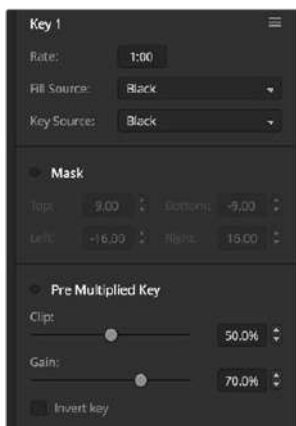 Key 1
Rate: 1:00
Fill Source: Black
Key Source: Black
Mask
Top: 9.00 Bottom: -9.00
Left: -16.00 Right: 16.00
Pre Multiplied Key
Clip:
50.0%
Gain:
70.0%
Invert key